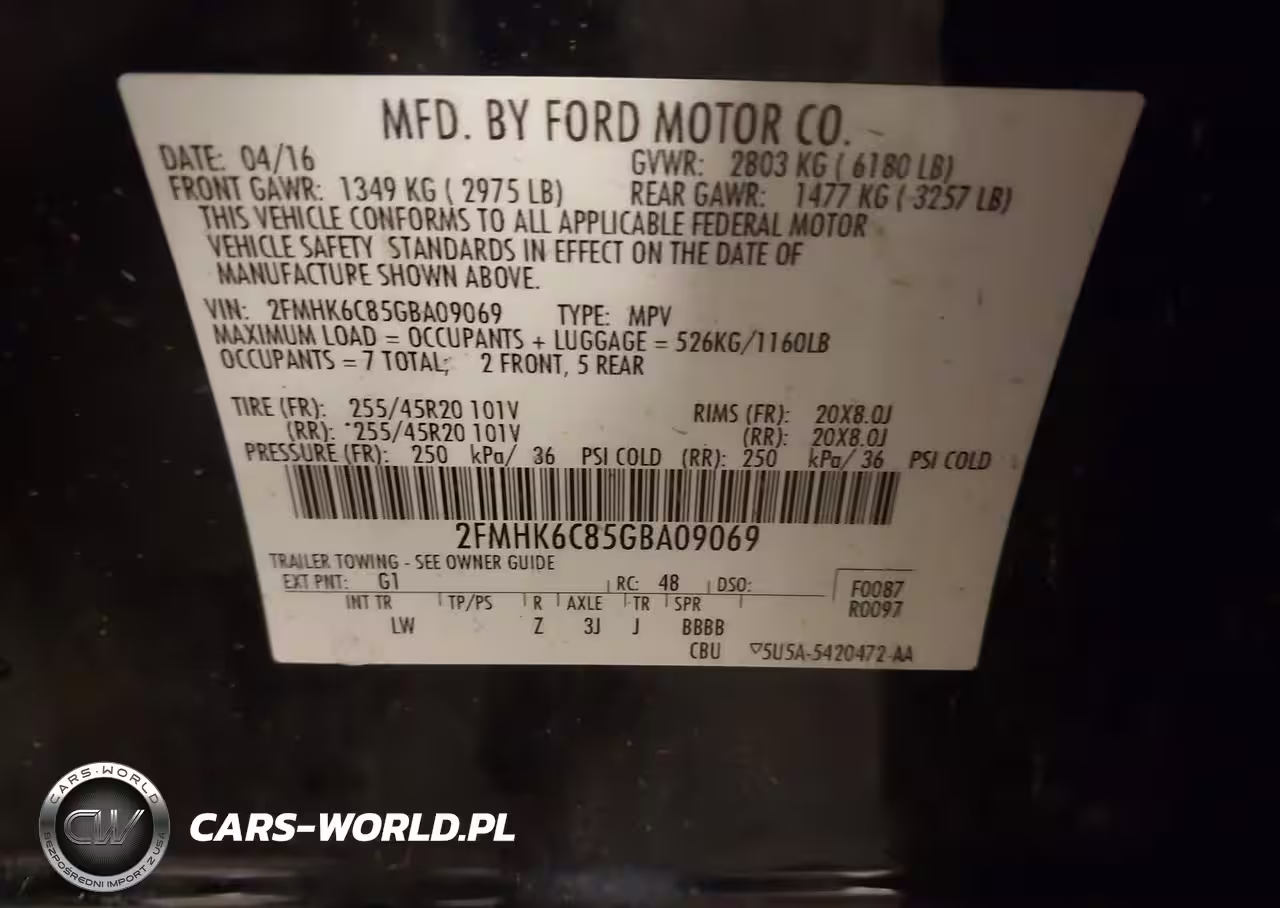 MFD. BY FORD MOTOR CO.
DATE: 04/16 GVWR: 2803 KG ( 6180 LB)
FRONT GAWR: 1349 KG ( 2975 LB) REAR GAWR: 1477 KG ( 3257 LB)
THIS VEHICLE CONFORMS TO ALL APPLICABLE FEDERAL MOTOR
VEHICLE SAFETY STANDARDS IN EFFECT ON THE DATE OF
MANUFACTURE SHOWN ABOVE.
VIN: 2FMHK6C85GBA09069 TYPE: MPV
MAXIMUM LOAD = OCCUPANTS + LUGGAGE = 526KG/1160LB
OCCUPANTS = 7 TOTAL; 2 FRONT, 5 REAR
TIRE (FR): 255/45R20 101V RIMS (FR): 20X8.0J
(RR): 255/45R20 101V (RR): 20X8.0J
PRESSURE (FR): 250 kPa/ 36 PSI COLD (RR): 250 kPa/ 36 PSI COLD
2FMHK6C85GBA09069
TRAILER TOWING - SEE OWNER GUIDE
EXT PNT: G1 RC: 48 DSO: F0087
INT TR TP/PS R AXLE TR SPR R0097
LW Z 3J J BBBB
CBU ▽5U5A-5420472-AA
CARS-WORLD
CW
BEZPOŚREDNI IMPORT Z USA
CARS-WORLD.PL